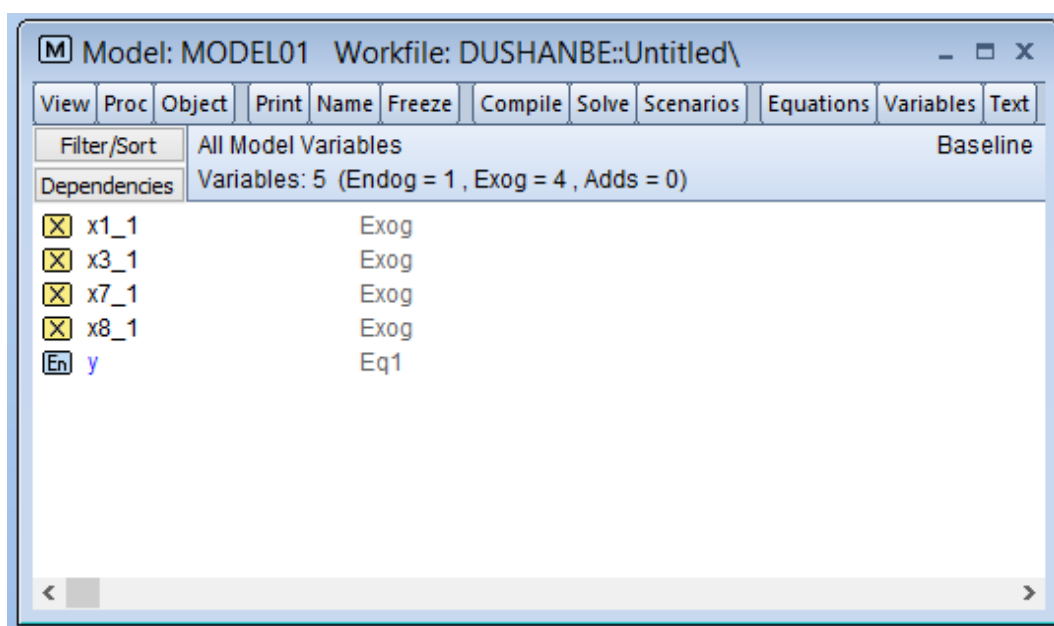 M Model: MODEL01 Workfile: DUSHANBE::Untitled\
View Proc Object Print Name Freeze Compile Solve Scenarios Equations Variables Text
Filter/Sort All Model Variables Baseline
Dependencies Variables: 5 (Endog = 1 , Exog = 4 , Adds = 0)
X x1_1 Exog
X x3_1 Exog
X x7_1 Exog
X x8_1 Exog
En y Eq1